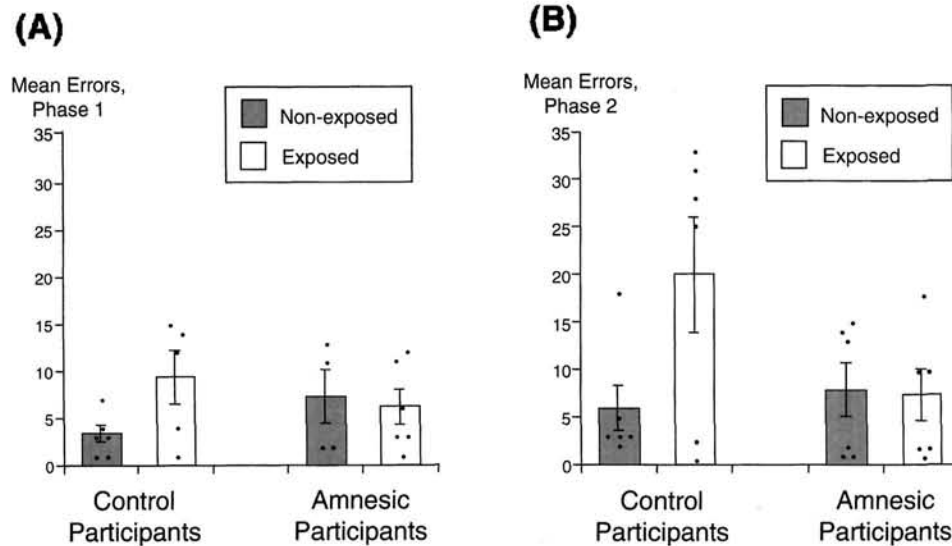 (A)
Mean Errors,
Phase 1
Non-exposed
Exposed
35
30
25
20
15
10
5
0
Control
Participants
Amnesic
Participants
(B)
Mean Errors,
Phase 2
Non-exposed
Exposed
35
30
25
20
15
10
5
0
Control
Participants
Amnesic
Participants